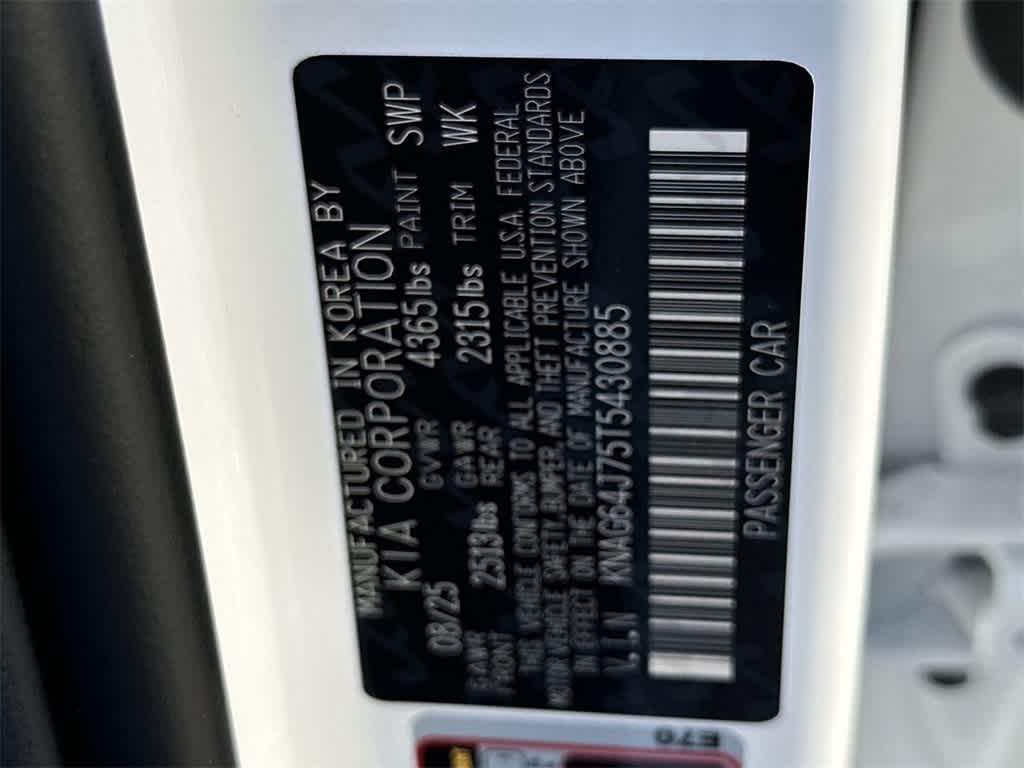 MANUFACTURED IN KOREA BY
KIA CORPORATION
08/25 GVWR 4365lbs PAINT SWP
GAWR FRONT 2513lbs GAWR REAR 2315lbs TRIM WK
THIS VEHICLE CONFORMS TO ALL APPLICABLE U.S.A. FEDERAL
MOTOR VEHICLE SAFETY, BUMPER, AND THEFT PREVENTION STANDARDS
IN EFFECT ON THE DATE OF MANUFACTURE SHOWN ABOVE
V.I.N KNAG64J75T5430885
PASSENGER CAR
E70